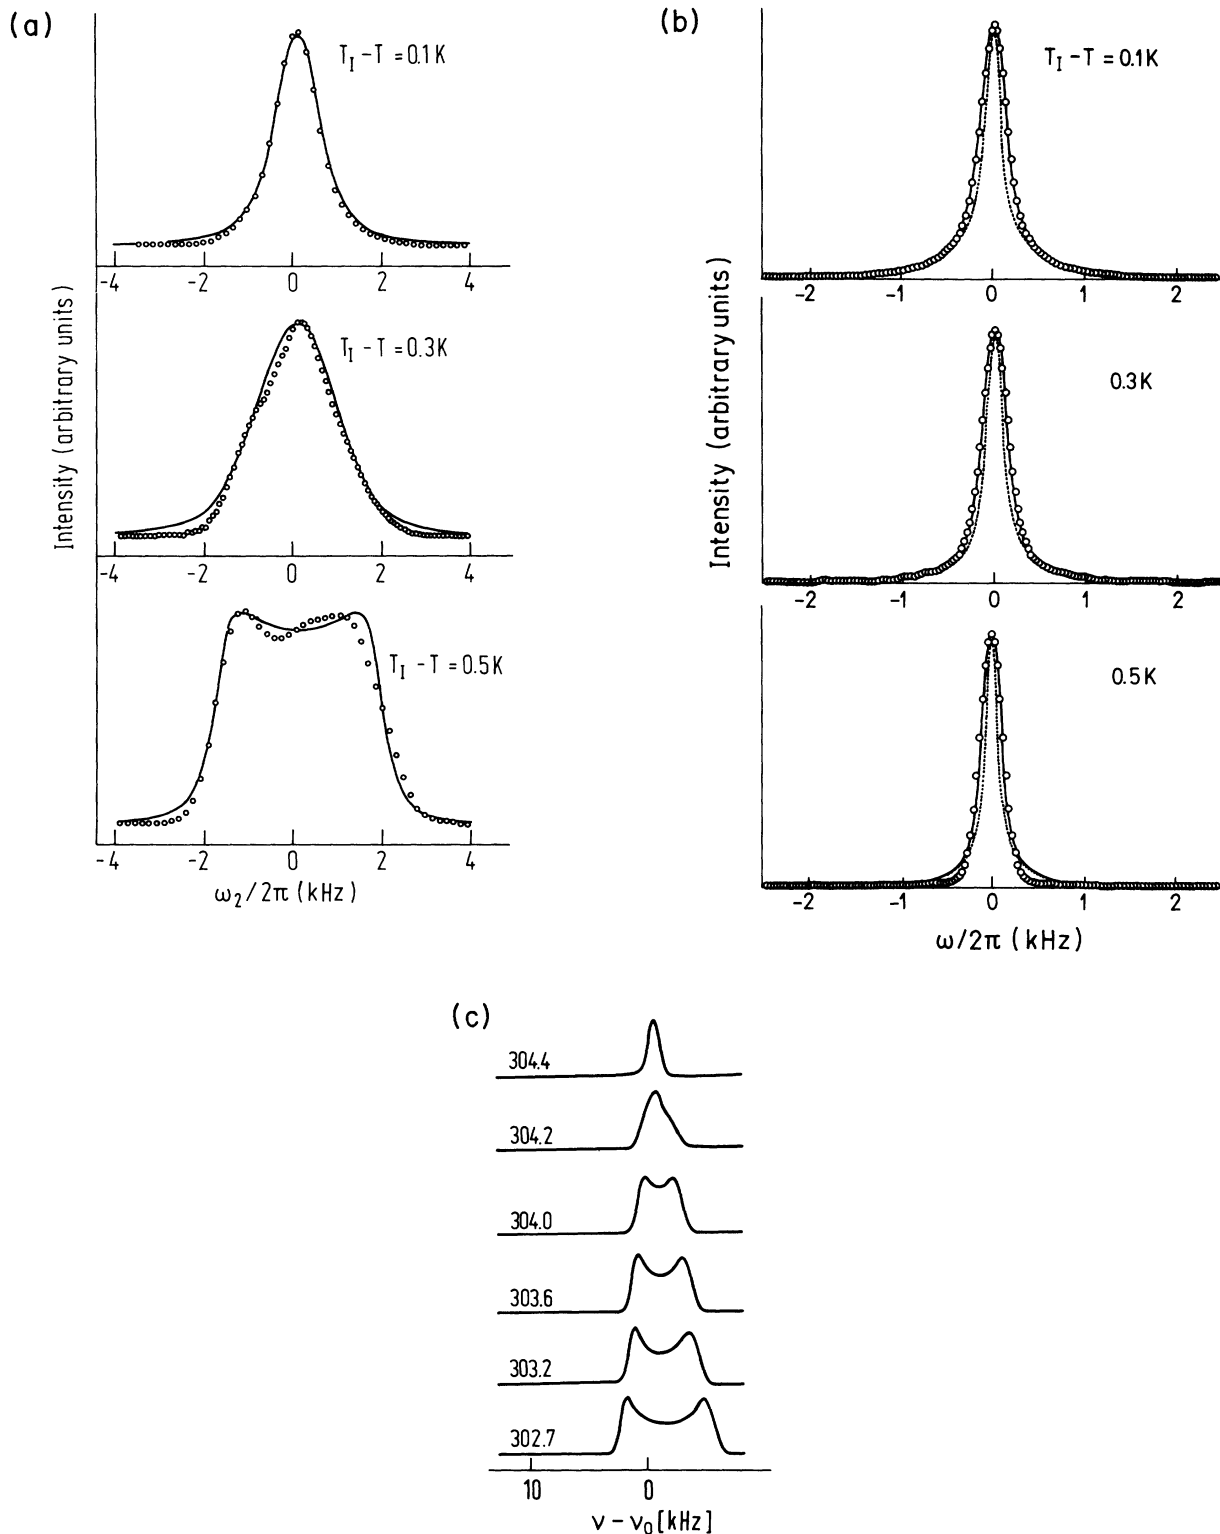 (a)
T_I - T = 0.1K
-4 -2 0 2 4
T_I - T = 0.3K
-4 -2 0 2 4
T_I - T = 0.5K
-4 -2 0 2 4
ω₂/2π (kHz)
Intensity (arbitrary units)
(b)
T_I - T = 0.1K
-2 -1 0 1 2
0.3K
-2 -1 0 1 2
0.5K
-2 -1 0 1 2
ω/2π (kHz)
Intensity (arbitrary units)
(c)
304.4
304.2
304.0
303.6
303.2
302.7
10 0
ν - ν₀ [kHz]